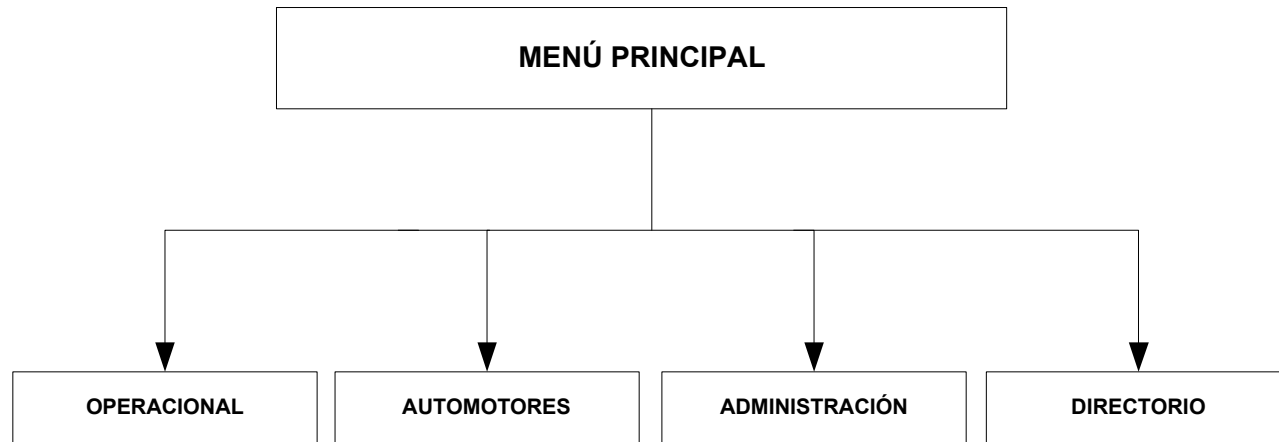 MENÚ PRINCIPAL
OPERACIONAL
AUTOMOTORES
ADMINISTRACIÓN
DIRECTORIO